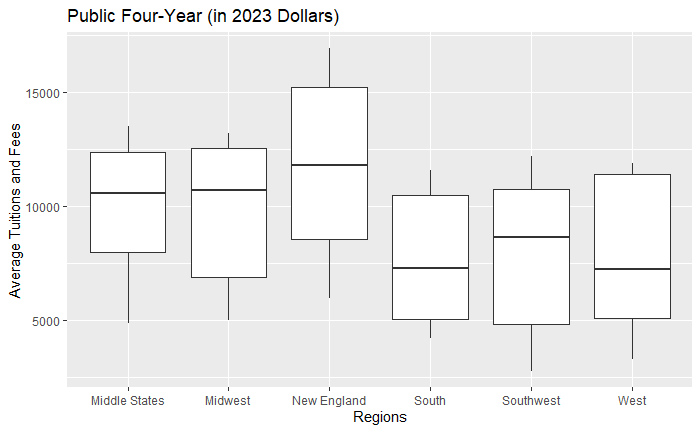 Public Four-Year (in 2023 Dollars)
Average Tuitions and Fees
15000
10000
5000
Middle States Midwest New England South Southwest West
Regions